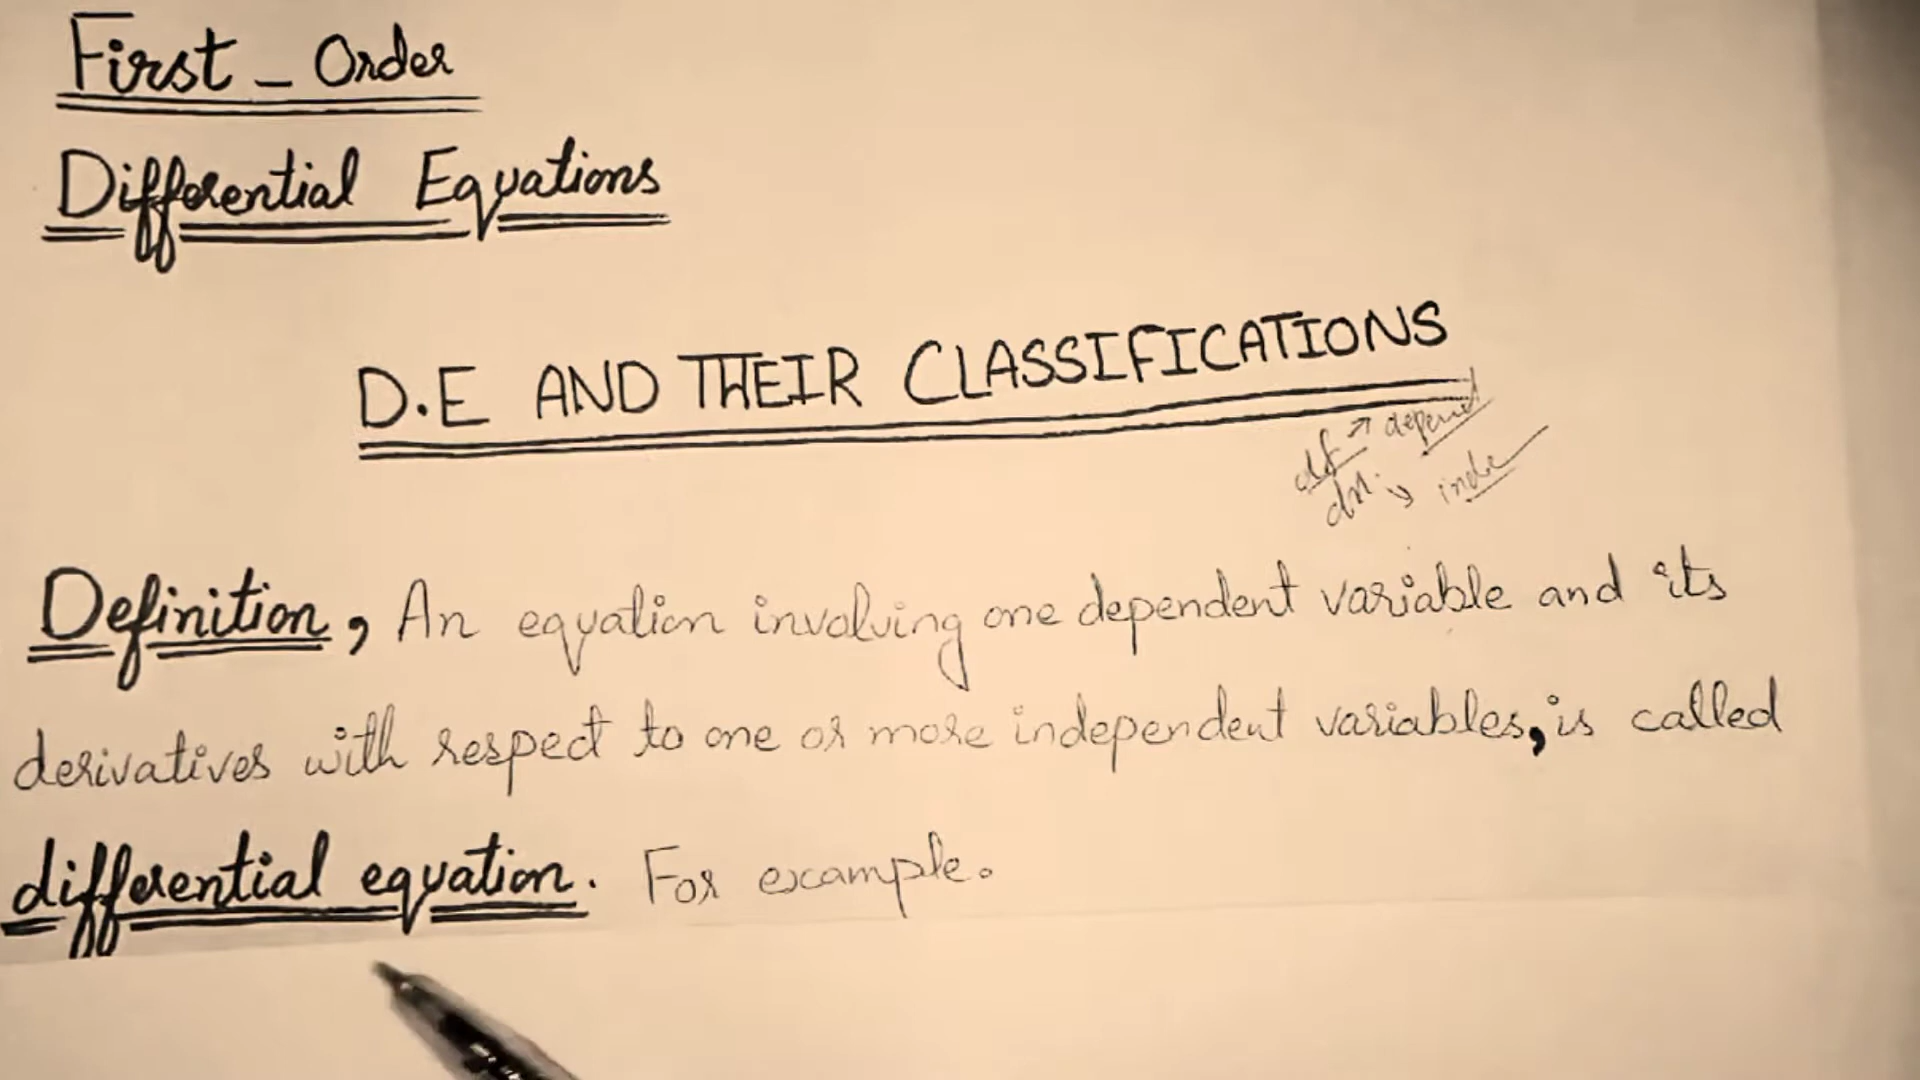 First - Order
Differential Equations
D.E AND THEIR CLASSIFICATIONS
df ↗ depend
dx ↘ inde
Definition, An equation involving one dependent variable and its
derivatives with respect to one or more independent variables, is called
differential equation. For example.